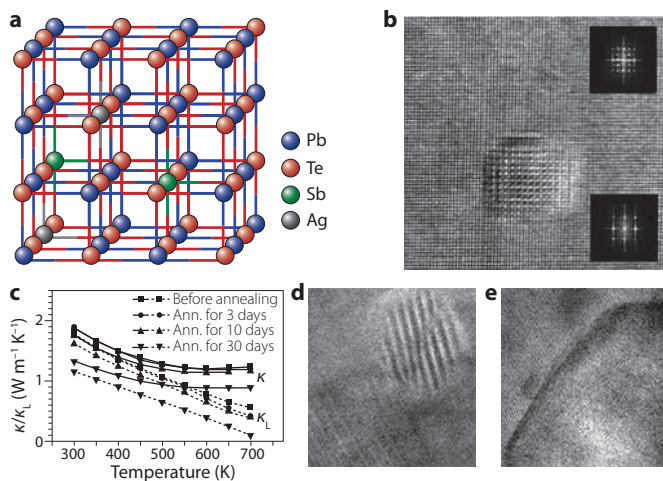 a
Pb
Te
Sb
Ag
b
c
κ/κL (W m–1 K–1)
2
1
0
Before annealing
Ann. for 3 days
Ann. for 10 days
Ann. for 30 days
κ
κL
300 400 500 600 700
Temperature (K)
d
e